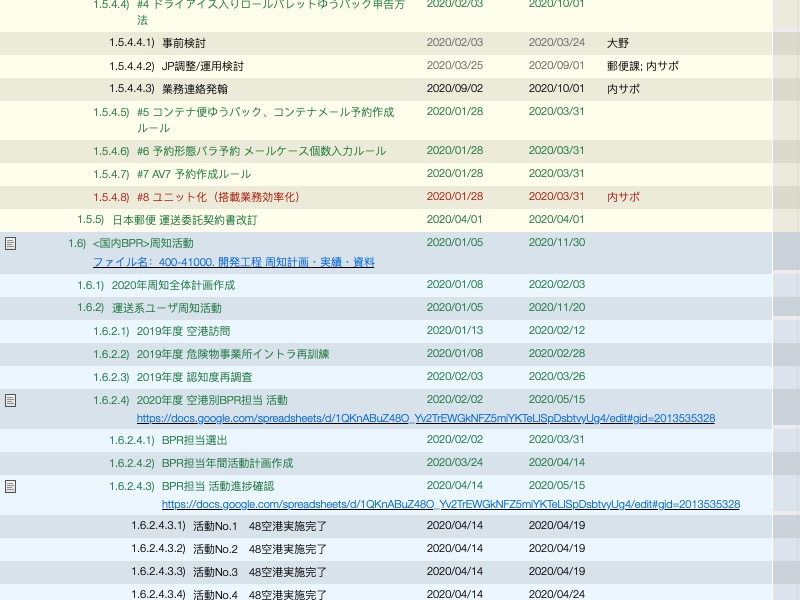 1.5.4.4) #4 ドライアイス入りロールパレットゆうパック申告方 2020/02/03 2020/10/01
法
1.5.4.4.1) 事前検討 2020/02/03 2020/03/24 大野
1.5.4.4.2) JP調整/運用検討 2020/03/25 2020/09/01 郵便課; 内サポ
1.5.4.4.3) 業務連絡発翰 2020/09/02 2020/10/01 内サポ
1.5.4.5) #5 コンテナ便ゆうパック、コンテナメール予約作成 2020/01/28 2020/03/31
ルール
1.5.4.6) #6 予約形態バラ予約 メールケース個数入力ルール 2020/01/28 2020/03/31
1.5.4.7) #7 AV7 予約作成ルール 2020/01/28 2020/03/31
1.5.4.8) #8 ユニット化（搭載業務効率化） 2020/01/28 2020/03/31 内サポ
1.5.5) 日本郵便 運送委託契約書改訂 2020/04/01 2020/04/01
1.6) <国内BPR>周知活動 2020/01/05 2020/11/30
ファイル名: 400-41000. 開発工程 周知計画・実績・資料
1.6.1) 2020年周知全体計画作成 2020/01/08 2020/02/03
1.6.2) 運送系ユーザ周知活動 2020/01/05 2020/11/20
1.6.2.1) 2019年度 空港訪問 2020/01/13 2020/02/12
1.6.2.2) 2019年度 危険物事業所イントラ再訓練 2020/01/08 2020/02/28
1.6.2.3) 2019年度 認知度再調査 2020/02/03 2020/03/26
1.6.2.4) 2020年度 空港別BPR担当 活動 2020/02/02 2020/05/15
https://docs.google.com/spreadsheets/d/1QKnABuZ48O_Yv2TrEWGkNFZ5miYKTeLlSpDsbtvyUg4/edit#gid=2013535328
1.6.2.4.1) BPR担当選出 2020/02/02 2020/03/31
1.6.2.4.2) BPR担当年間活動計画作成 2020/03/24 2020/04/14
1.6.2.4.3) BPR担当 活動進捗確認 2020/04/14 2020/05/15
https://docs.google.com/spreadsheets/d/1QKnABuZ48O_Yv2TrEWGkNFZ5miYKTeLlSpDsbtvyUg4/edit#gid=2013535328
1.6.2.4.3.1) 活動No.1 48空港実施完了 2020/04/14 2020/04/19
1.6.2.4.3.2) 活動No.2 48空港実施完了 2020/04/14 2020/04/19
1.6.2.4.3.3) 活動No.3 48空港実施完了 2020/04/14 2020/04/19
1.6.2.4.3.4) 活動No.4 48空港実施完了 2020/04/14 2020/04/24